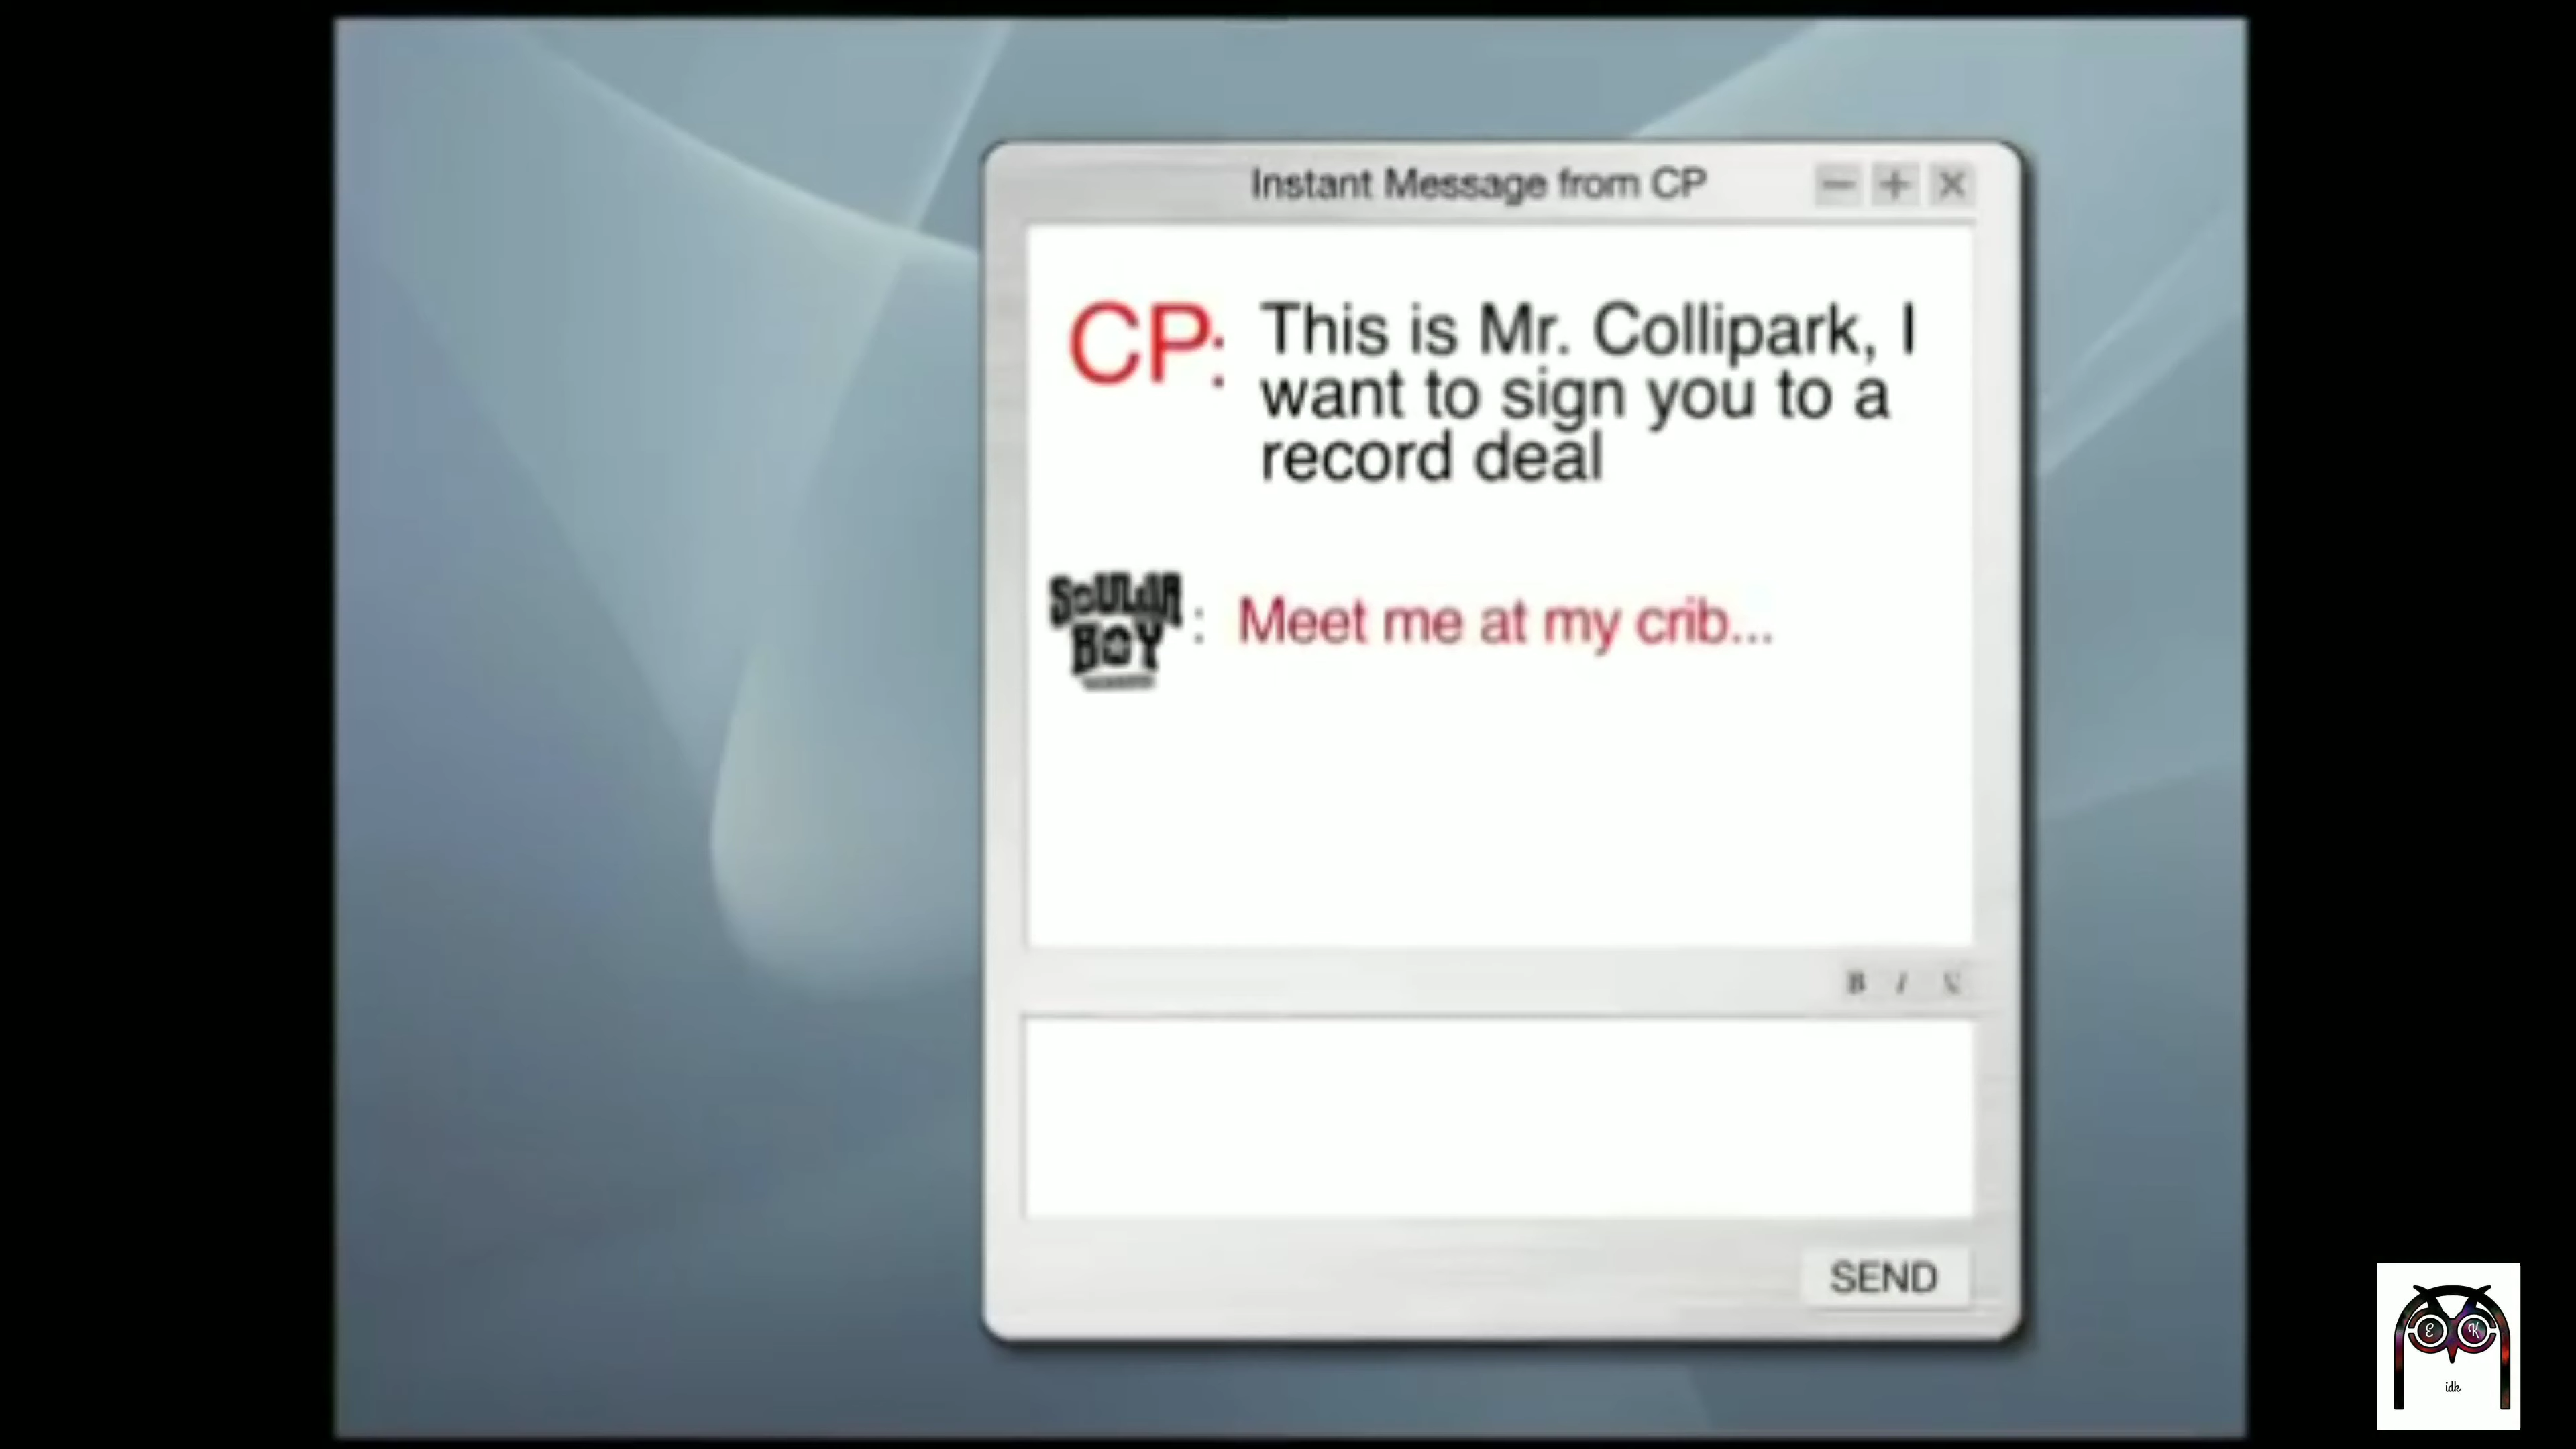 Instant Message from CP
CP: This is Mr. Collipark, I
want to sign you to a
record deal
SOULJA
BOY
: Meet me at my crib...
B I U
SEND
E K
idk